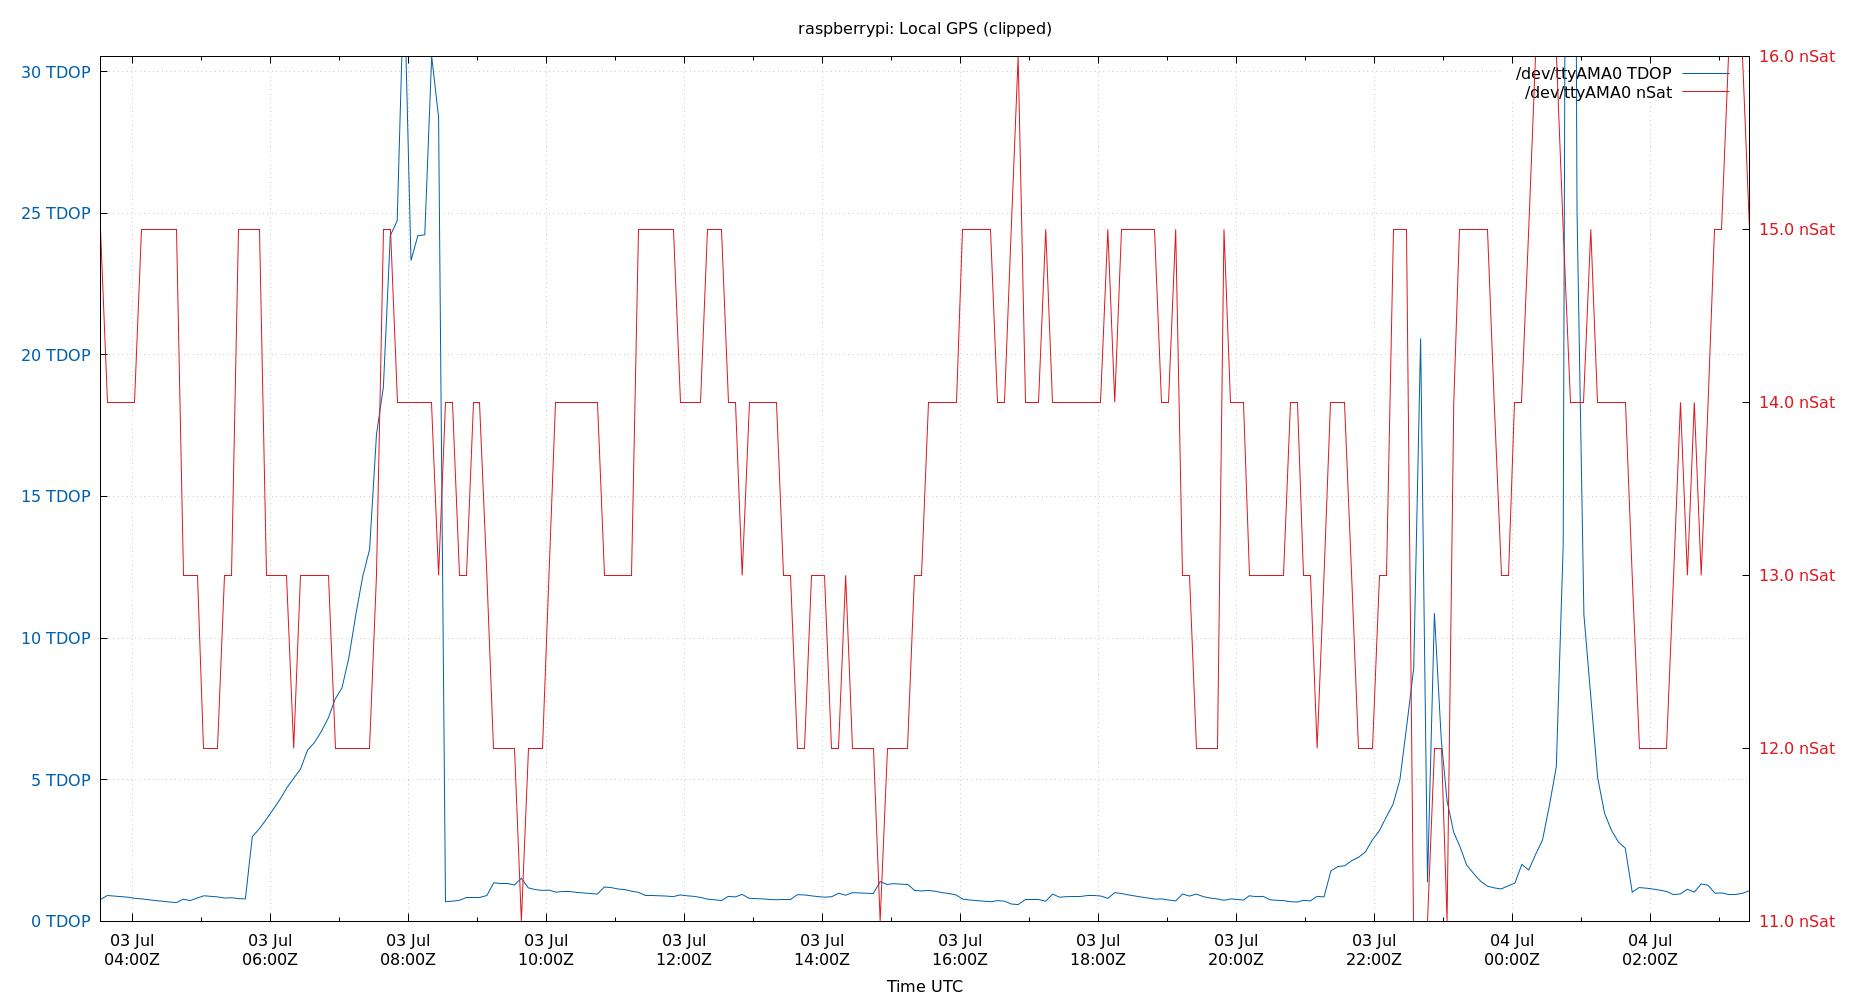 raspberrypi: Local GPS (clipped)
30 TDOP
25 TDOP
20 TDOP
15 TDOP
10 TDOP
5 TDOP
0 TDOP
16.0 nSat
15.0 nSat
14.0 nSat
13.0 nSat
12.0 nSat
11.0 nSat
/dev/ttyAMA0 TDOP
/dev/ttyAMA0 nSat
03 Jul 03 Jul 03 Jul 03 Jul 03 Jul 03 Jul 03 Jul 03 Jul 03 Jul 03 Jul 04 Jul 04 Jul
04:00Z 06:00Z 08:00Z 10:00Z 12:00Z 14:00Z 16:00Z 18:00Z 20:00Z 22:00Z 00:00Z 02:00Z
Time UTC